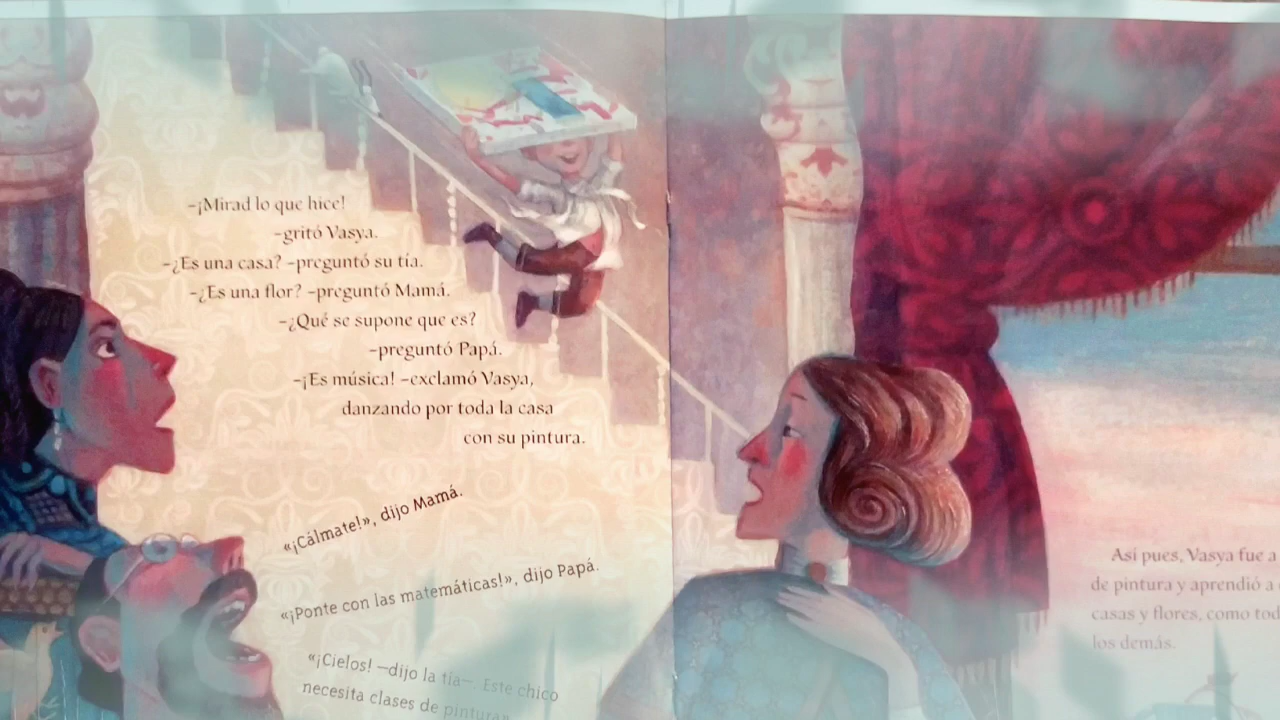 –¡Mirad lo que hice!
–gritó Vasya.
–¿Es una casa? –preguntó su tía.
–¿Es una flor? –preguntó Mamá.
–¿Qué se supone que es?
–preguntó Papá.
–¡Es música! –exclamó Vasya,
danzando por toda la casa
con su pintura.
«¡Cálmate!», dijo Mamá.
«¡Ponte con las matemáticas!», dijo Papá.
«¡Cielos! –dijo la tía–. Este chico
necesita clases de pintura»
Así pues, Vasya fue a
de pintura y aprendió a
casas y flores, como
los demás.